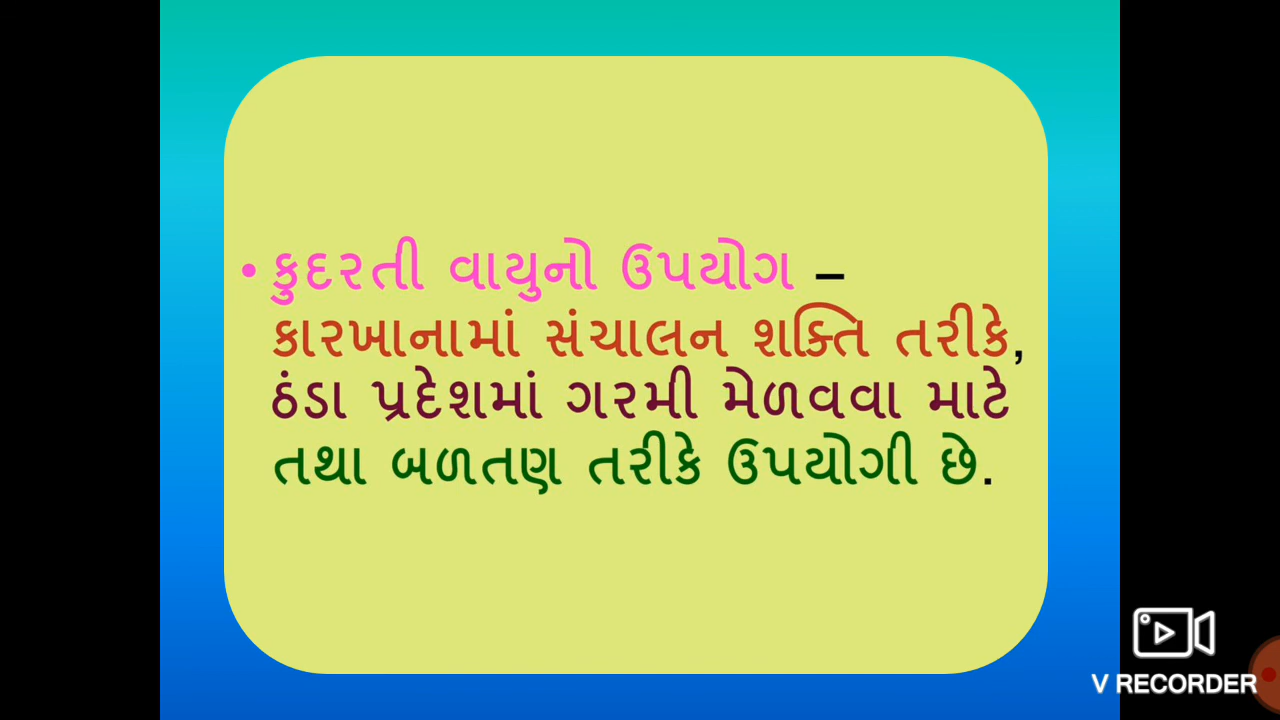 • કુદરતી વાયુનો ઉપયોગ –
કારખાનામાં સંચાલન શક્તિ તરીકે,
ઠંડા પ્રદેશમાં ગરમી મેળવવા માટે
તથા બળતણ તરીકે ઉપયોગી છે.
V RECORDER